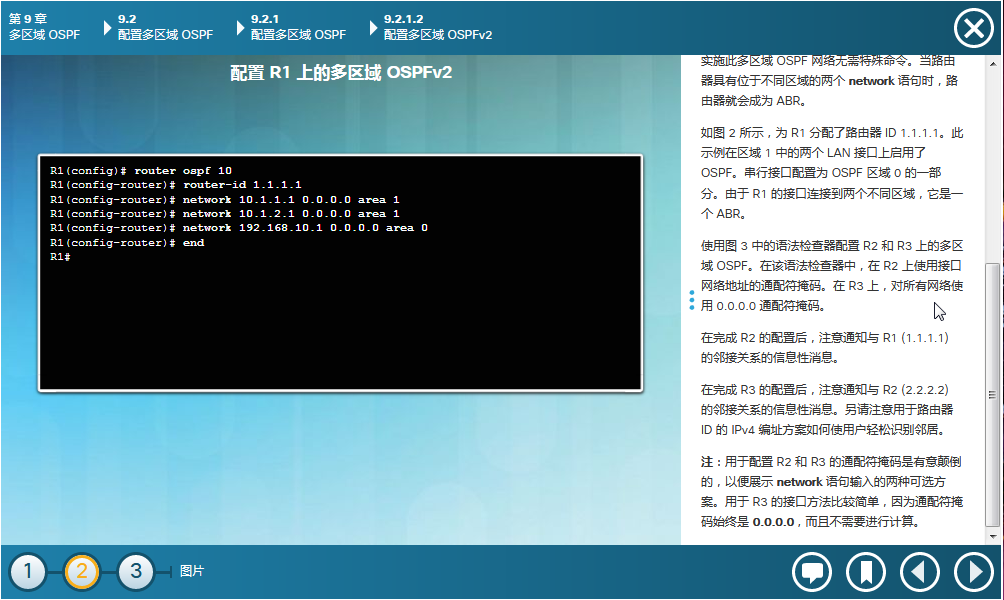 第 9 章
多区域 OSPF
9.2
配置多区域 OSPF
9.2.1
配置多区域 OSPF
9.2.1.2
配置多区域 OSPFv2
配置 R1 上的多区域 OSPFv2
R1(config)# router ospf 10
R1(config-router)# router-id 1.1.1.1
R1(config-router)# network 10.1.1.1 0.0.0.0 area 1
R1(config-router)# network 10.1.2.1 0.0.0.0 area 1
R1(config-router)# network 192.168.10.1 0.0.0.0 area 0
R1(config-router)# end
R1#
实施此多区域 OSPF 网络无需特殊命令。当路由
器具有位于不同区域的两个 network 语句时，路
由器就会成为 ABR。
如图 2 所示，为 R1 分配了路由器 ID 1.1.1.1。此
示例在区域 1 中的两个 LAN 接口上启用了
OSPF。串行接口配置为 OSPF 区域 0 的一部
分。由于 R1 的接口连接到两个不同区域，它是一
个 ABR。
使用图 3 中的语法检查器配置 R2 和 R3 上的多区
域 OSPF。在该语法检查器中，在 R2 上使用接口
网络地址的通配符掩码。在 R3 上，对所有网络使
用 0.0.0.0 通配符掩码。
在完成 R2 的配置后，注意通知与 R1 (1.1.1.1)
的邻接关系的信息性消息。
在完成 R3 的配置后，注意通知与 R2 (2.2.2.2)
的邻接关系的信息性消息。另请注意用于路由器
ID 的 IPv4 编址方案如何使用户轻松识别邻居。
注：用于配置 R2 和 R3 的通配符掩码是有意颠倒
的，以便展示 network 语句输入的两种可选方
案。用于 R3 的接口方法比较简单，因为通配符掩
码始终是 0.0.0.0，而且不需要进行计算。
1
2
3
图片